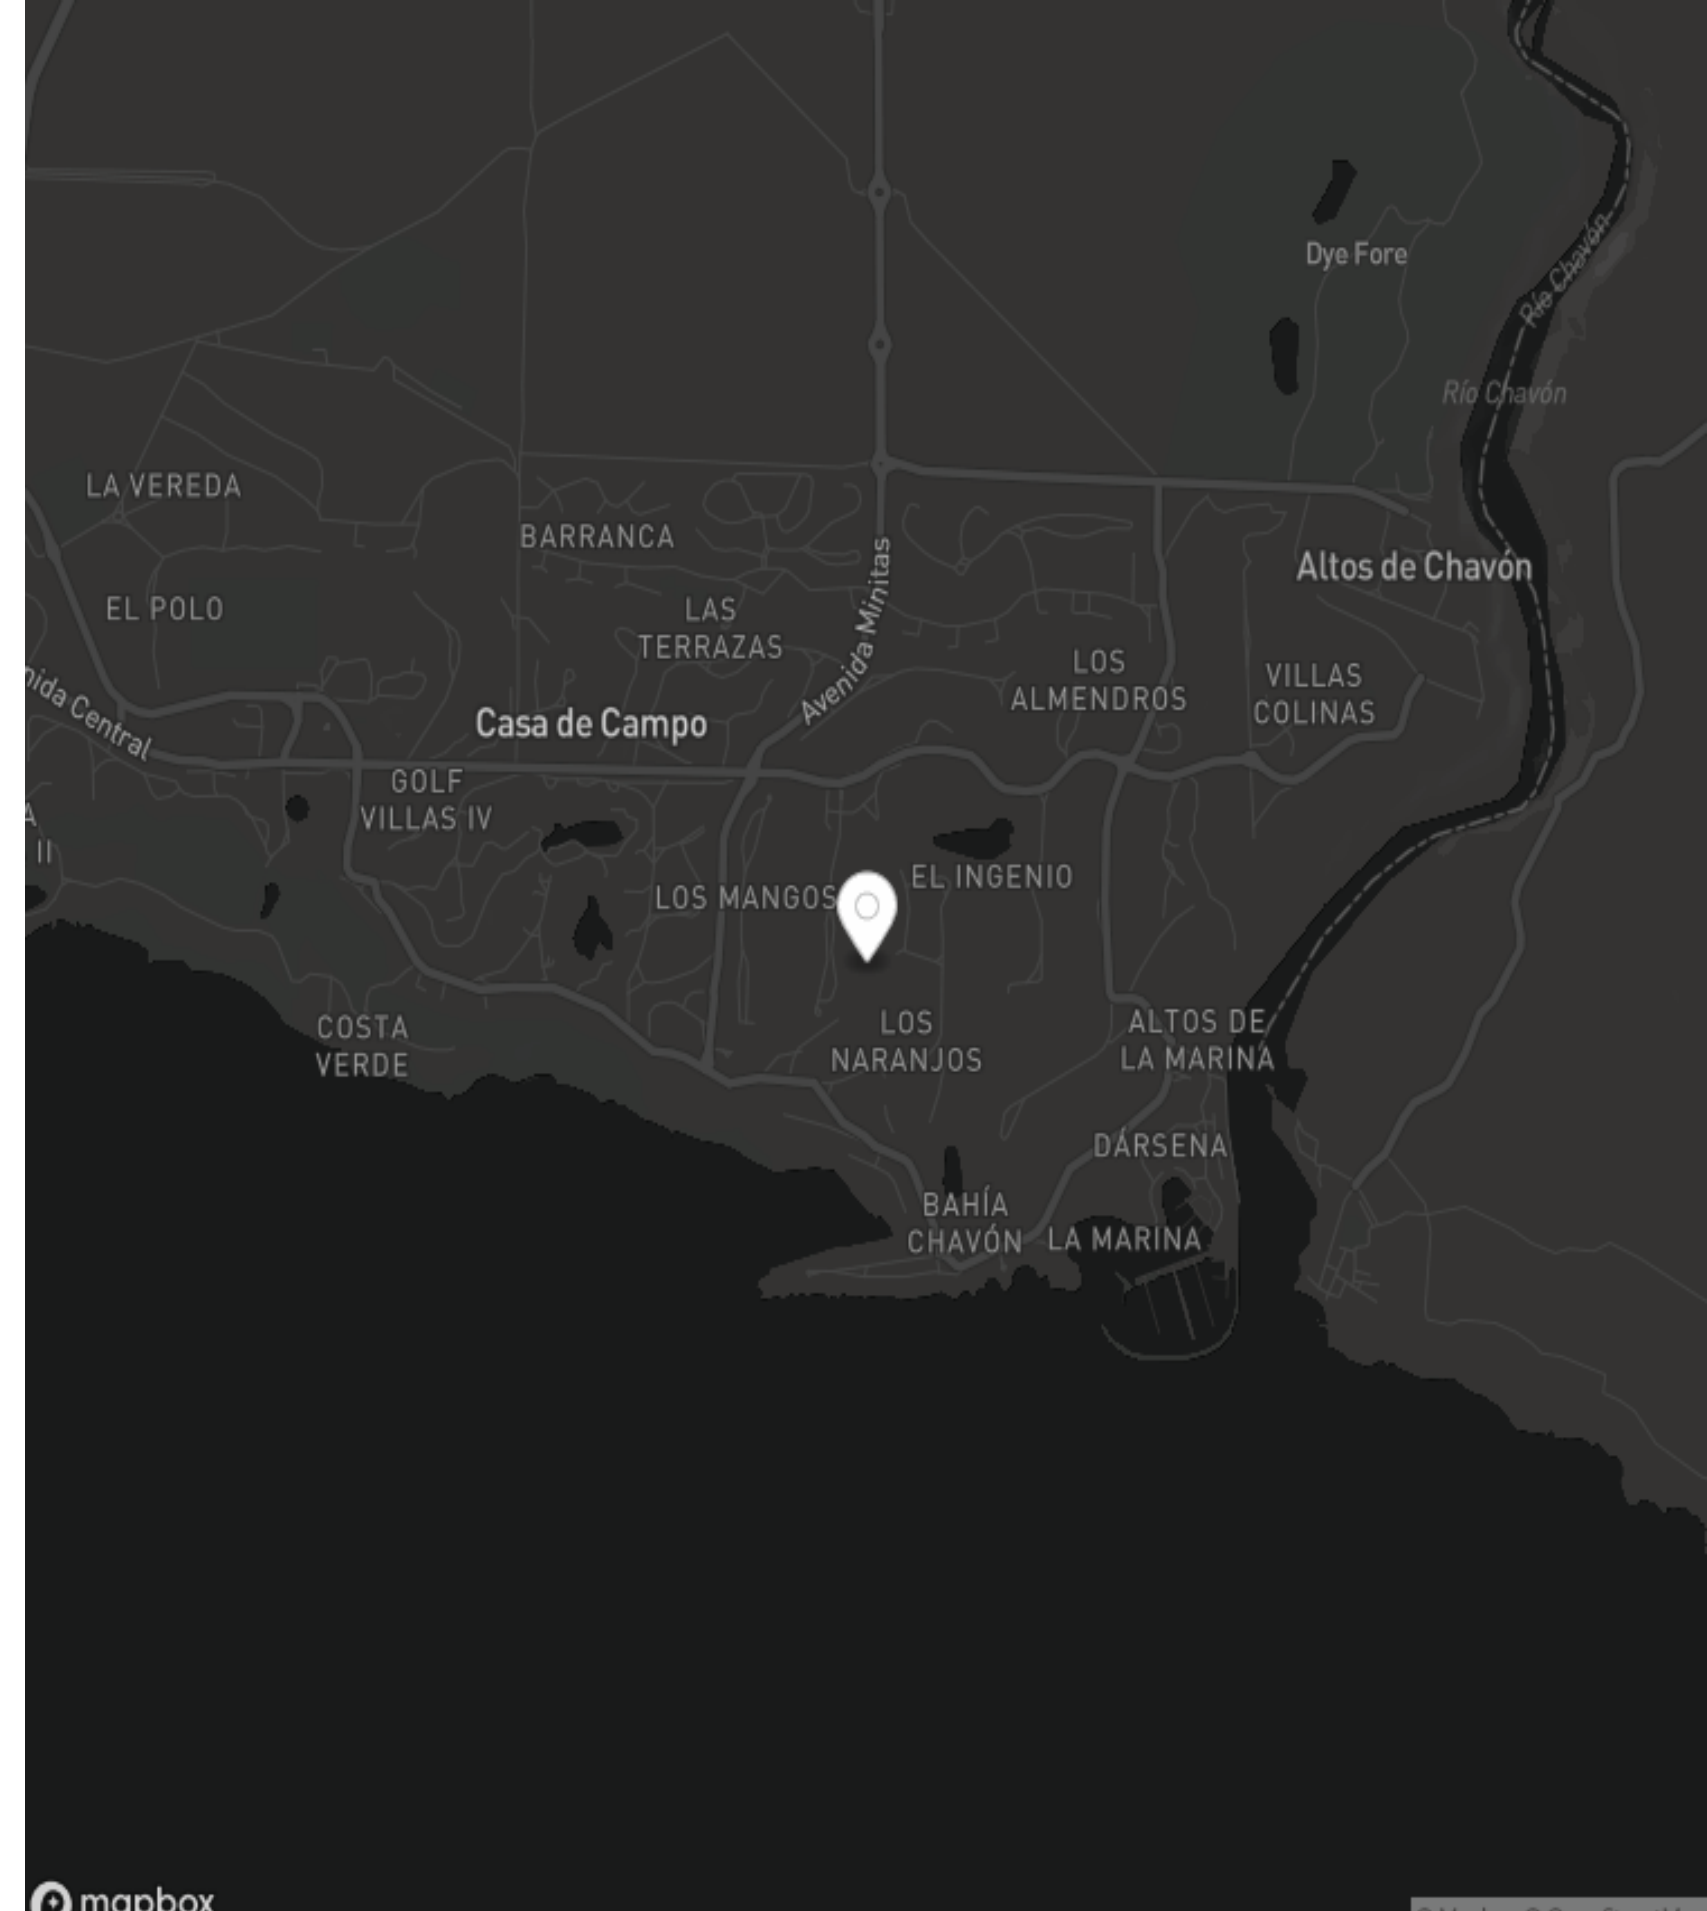 Dye Fore
Río Chavón
Río Chavón
LA VEREDA
BARRANCA
Avenida Minitas
Altos de Chavón
EL POLO
LAS
TERRAZAS
LOS
ALMENDROS
VILLAS
COLINAS
Central
Casa de Campo
GOLF
VILLAS IV
II
EL INGENIO
LOS MANGOS
COSTA
VERDE
LOS
NARANJOS
ALTOS DE
LA MARINA
DÁRSENA
BAHÍA
CHAVÓN
LA MARINA
mapbox